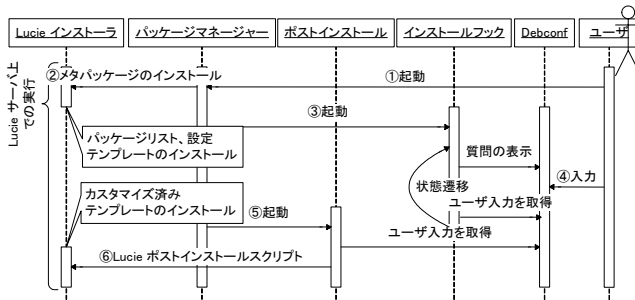 Lucie インストーラ
パッケージマネージャー
ポストインストール
インストールフック
Debconf
ユーザ
Lucie サーバ上
での実行
②メタパッケージのインストール
①起動
③起動
パッケージリスト、設定
テンプレートのインストール
質問の表示
④入力
状態遷移
カスタマイズ済み
テンプレートのインストール
⑤起動
ユーザ入力を取得
ユーザ入力を取得
⑥Lucie ポストインストールスクリプト